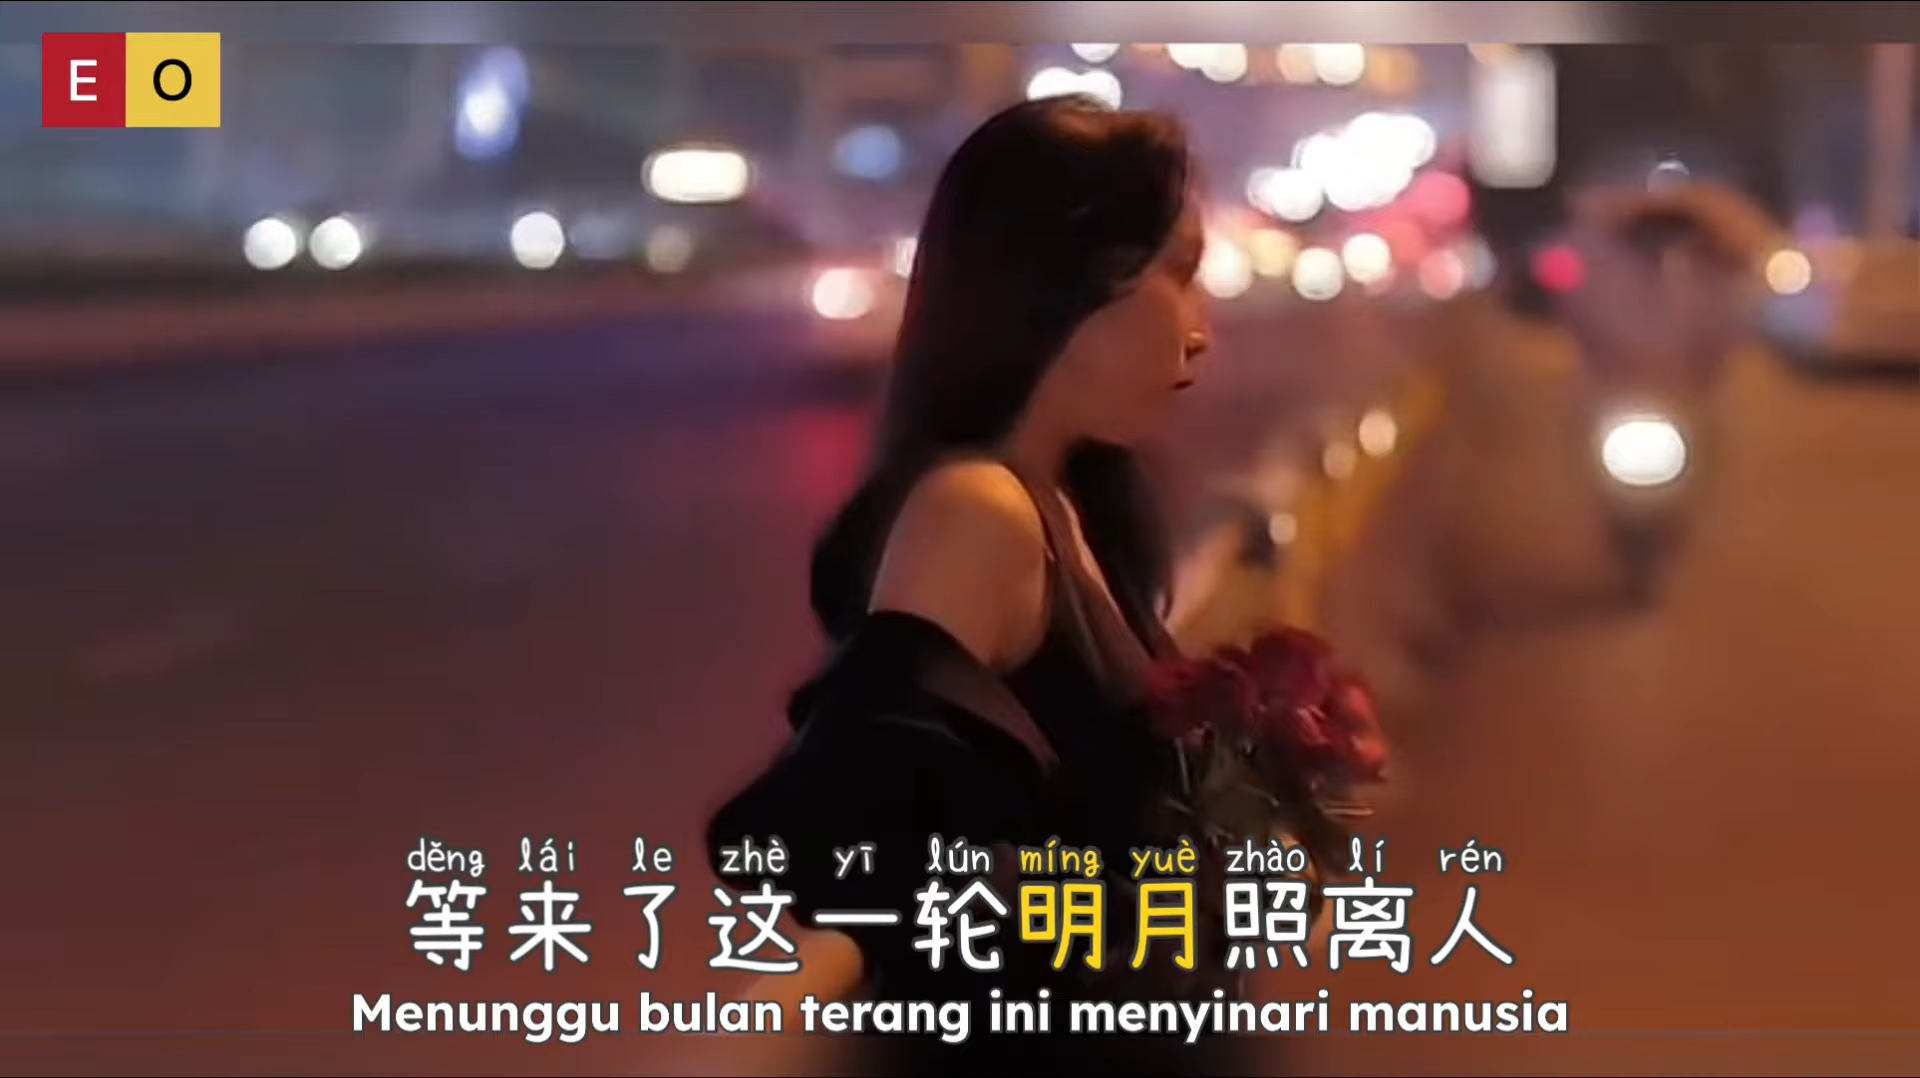 E O
děng lái le zhè yī lún míng yuè zhào lí rén
等来了这一轮明月照离人
Menunggu bulan terang ini menyinari manusia